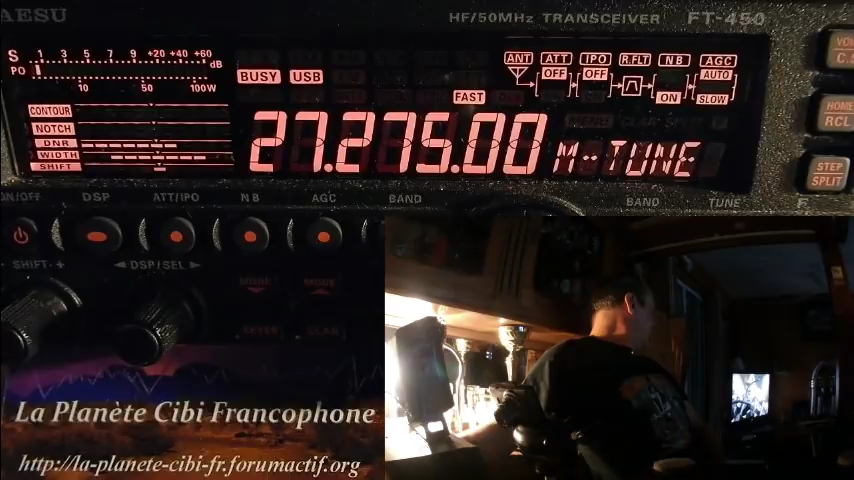 AESU
HF/50MHz TRANSCEIVER FT-450
S 1 3 5 7 9 +20 +40 +60 dB
PO 10 50 100W
BUSY USB
FAST
ANT ATT IPO R.FLT NB AGC
OFF OFF AUTO
ON SLOW
CONTOUR
NOTCH
DNR
WIDTH
SHIFT
27.275.00 M-TUNE
HOME
RCL
STEP
SPLIT
ON/OFF DSP ATT/IPO NB AGC BAND BAND TUNE
-SHIFT-+ ◄DSP/SEL►
MODE MODE
CLAR
La Planète Cibi Francophone
http://la-planete-cibi-fr.forumactif.org